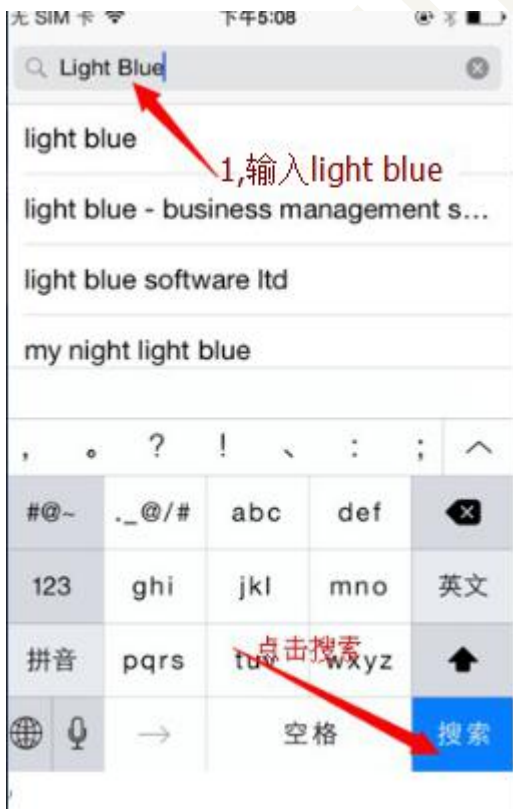 无 SIM 卡 下午5:08
Light Blue
light blue
1,输入light blue
light blue - business management s...
light blue software ltd
my night light blue
, 。 ? ! 、 : ;
#@~ ._@/# abc def
123 ghi jkl mno 英文
点击搜索
拼音 pqrs tuv wxyz
空格 搜索